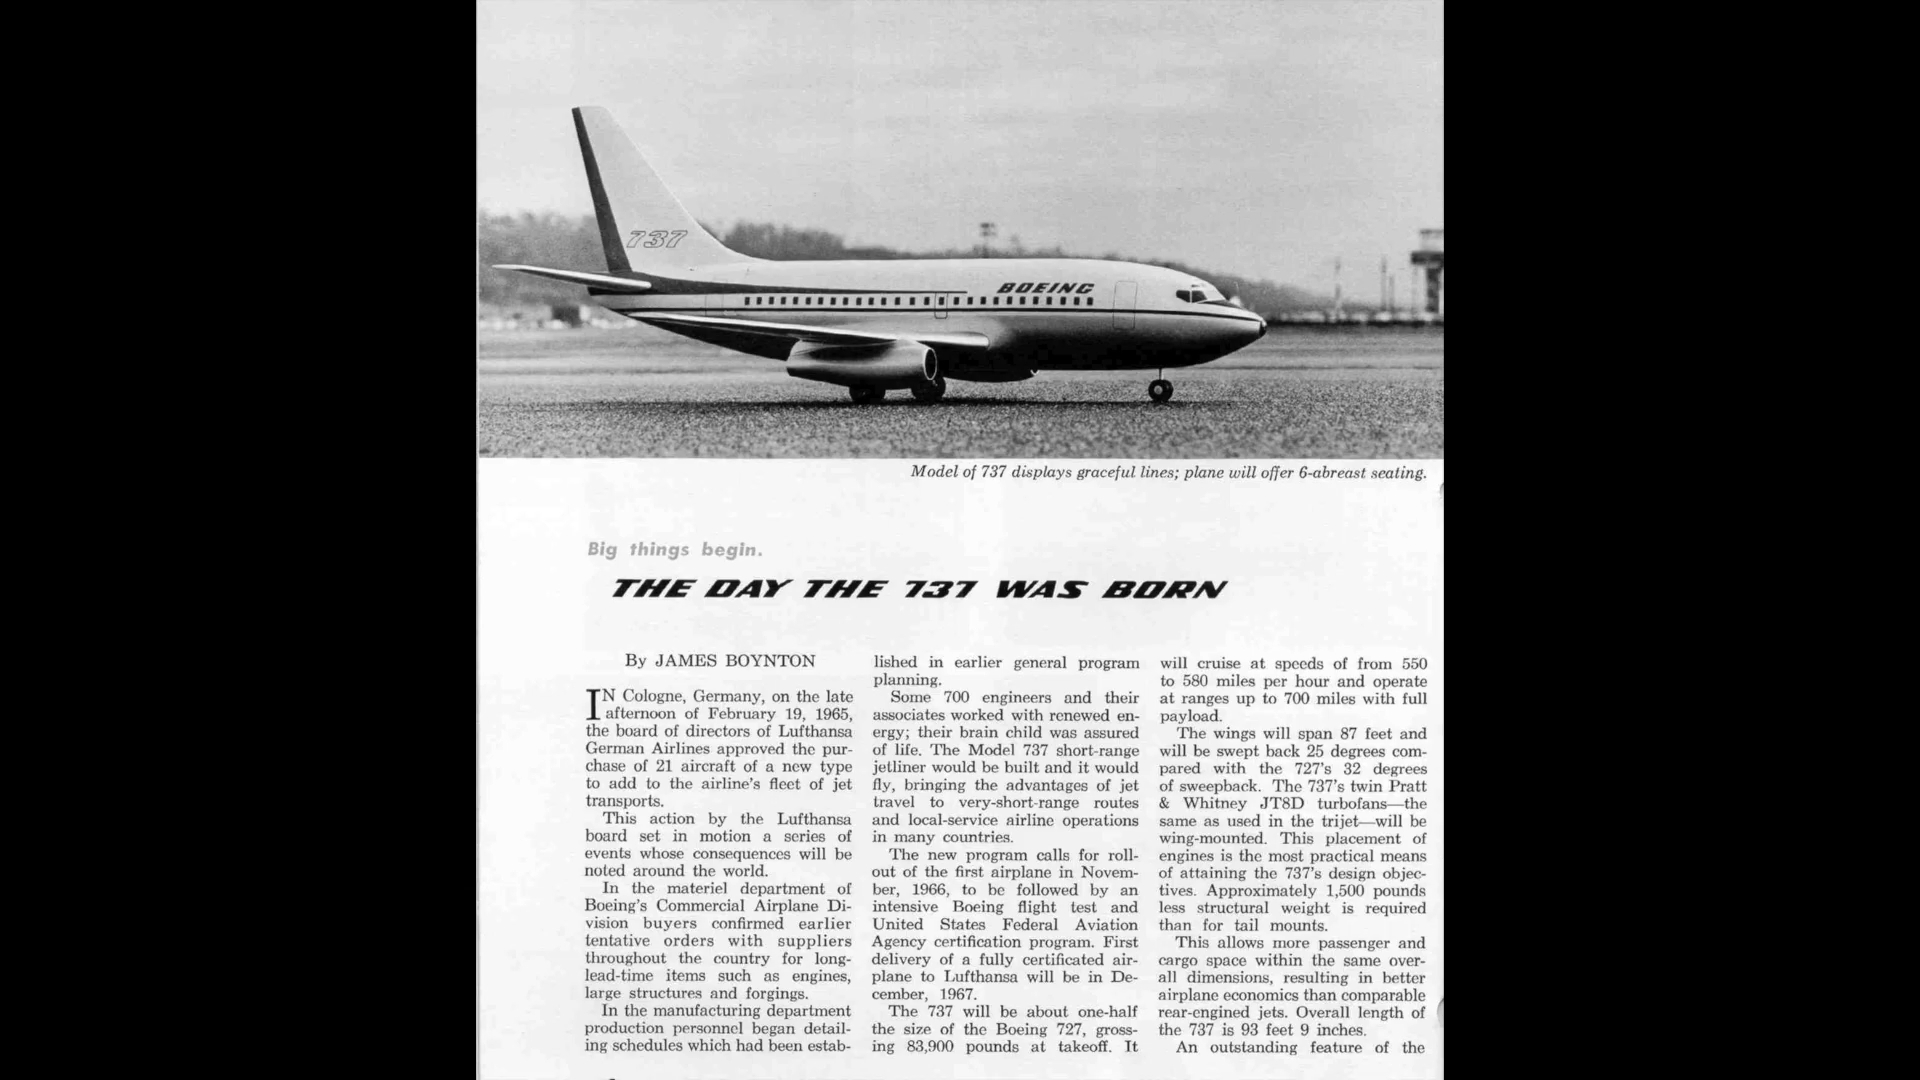 737
BOEING
Model of 737 displays graceful lines; plane will offer 6-abreast seating.
Big things begin.
THE DAY THE 737 WAS BORN
By JAMES BOYNTON
IN Cologne, Germany, on the late
afternoon of February 19, 1965,
the board of directors of Lufthansa
German Airlines approved the pur-
chase of 21 aircraft of a new type
to add to the airline's fleet of jet
transports.
This action by the Lufthansa
board set in motion a series of
events whose consequences will be
noted around the world.
In the materiel department of
Boeing's Commercial Airplane Di-
vision buyers confirmed earlier
tentative orders with suppliers
throughout the country for long-
lead-time items such as engines,
large structures and forgings.
In the manufacturing department
production personnel began detail-
ing schedules which had been estab-
lished in earlier general program
planning.
Some 700 engineers and their
associates worked with renewed en-
ergy; their brain child was assured
of life. The Model 737 short-range
jetliner would be built and it would
fly, bringing the advantages of jet
travel to very-short-range routes
and local-service airline operations
in many countries.
The new program calls for roll-
out of the first airplane in Novem-
ber, 1966, to be followed by an
intensive Boeing flight test and
United States Federal Aviation
Agency certification program. First
delivery of a fully certificated air-
plane to Lufthansa will be in De-
cember, 1967.
The 737 will be about one-half
the size of the Boeing 727, gross-
ing 83,900 pounds at takeoff. It
will cruise at speeds of from 550
to 580 miles per hour and operate
at ranges up to 700 miles with full
payload.
The wings will span 87 feet and
will be swept back 25 degrees com-
pared with the 727's 32 degrees
of sweepback. The 737's twin Pratt
& Whitney JT8D turbofans—the
same as used in the trijet—will be
wing-mounted. This placement of
engines is the most practical means
of attaining the 737's design objec-
tives. Approximately 1,500 pounds
less structural weight is required
than for tail mounts.
This allows more passenger and
cargo space within the same over-
all dimensions, resulting in better
airplane economics than comparable
rear-engined jets. Overall length of
the 737 is 93 feet 9 inches.
An outstanding feature of the